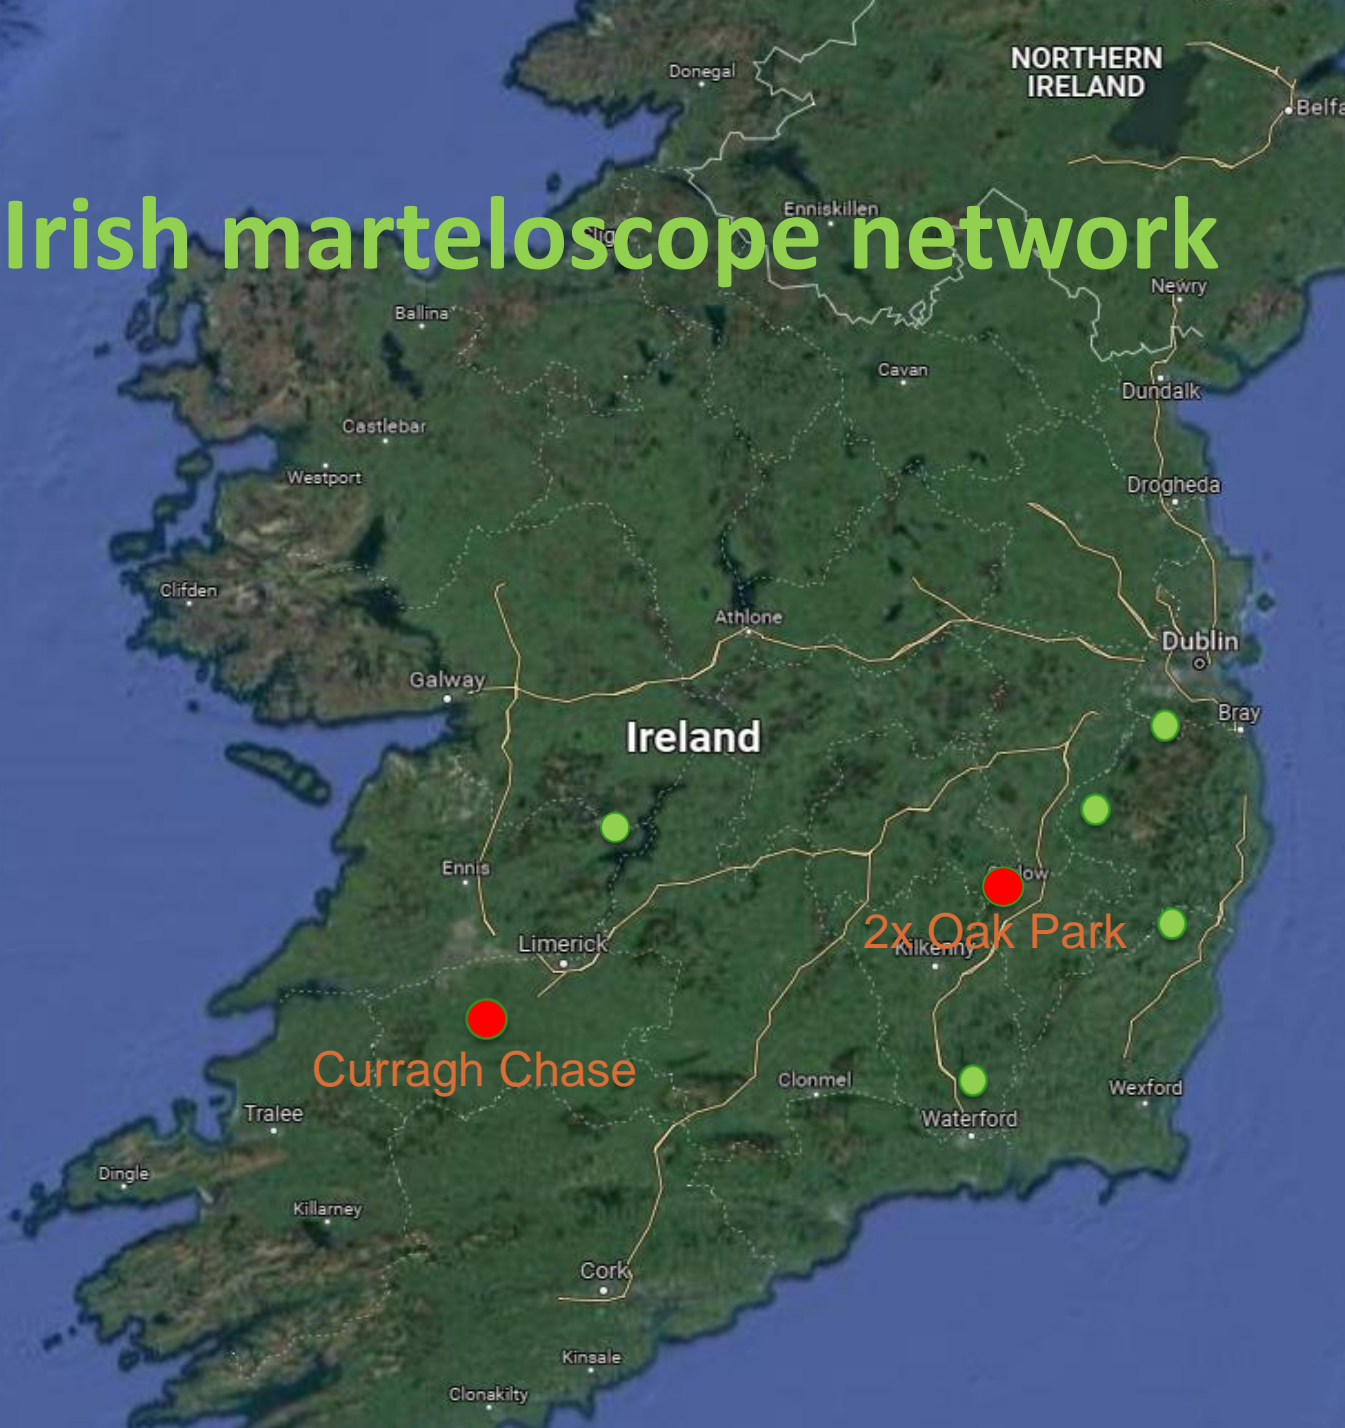 Donegal
NORTHERN
IRELAND
Irish marteloscope network
Enniskillen
Newry
Ballina
Cavan
Dundalk
Castlebar
Westport
Drogheda
Clifden
Athlone
Dublin
Galway
Bray
Ireland
Ennis
2x Oak Park
Limerick
Kilkenny
Curragh Chase
Clonmel
Wexford
Tralee
Waterford
Dingle
Killarney
Cork
Kinsale
Clonakilty